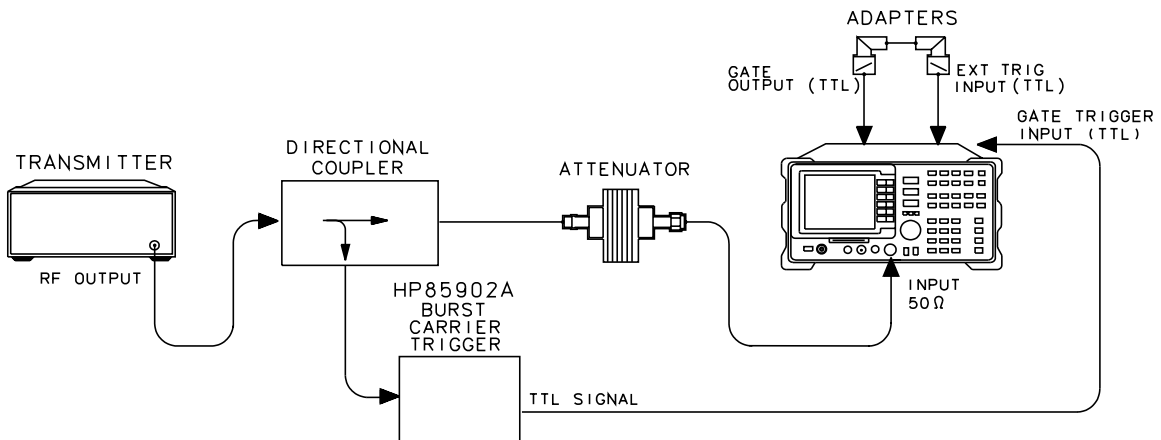 ADAPTERS
GATE
OUTPUT (TTL)
EXT TRIG
INPUT (TTL)
GATE TRIGGER
INPUT (TTL)
TRANSMITTER
DIRECTIONAL
COUPLER
ATTENUATOR
RF OUTPUT
HP85902A
BURST
CARRIER
TRIGGER
INPUT
50Ω
TTL SIGNAL